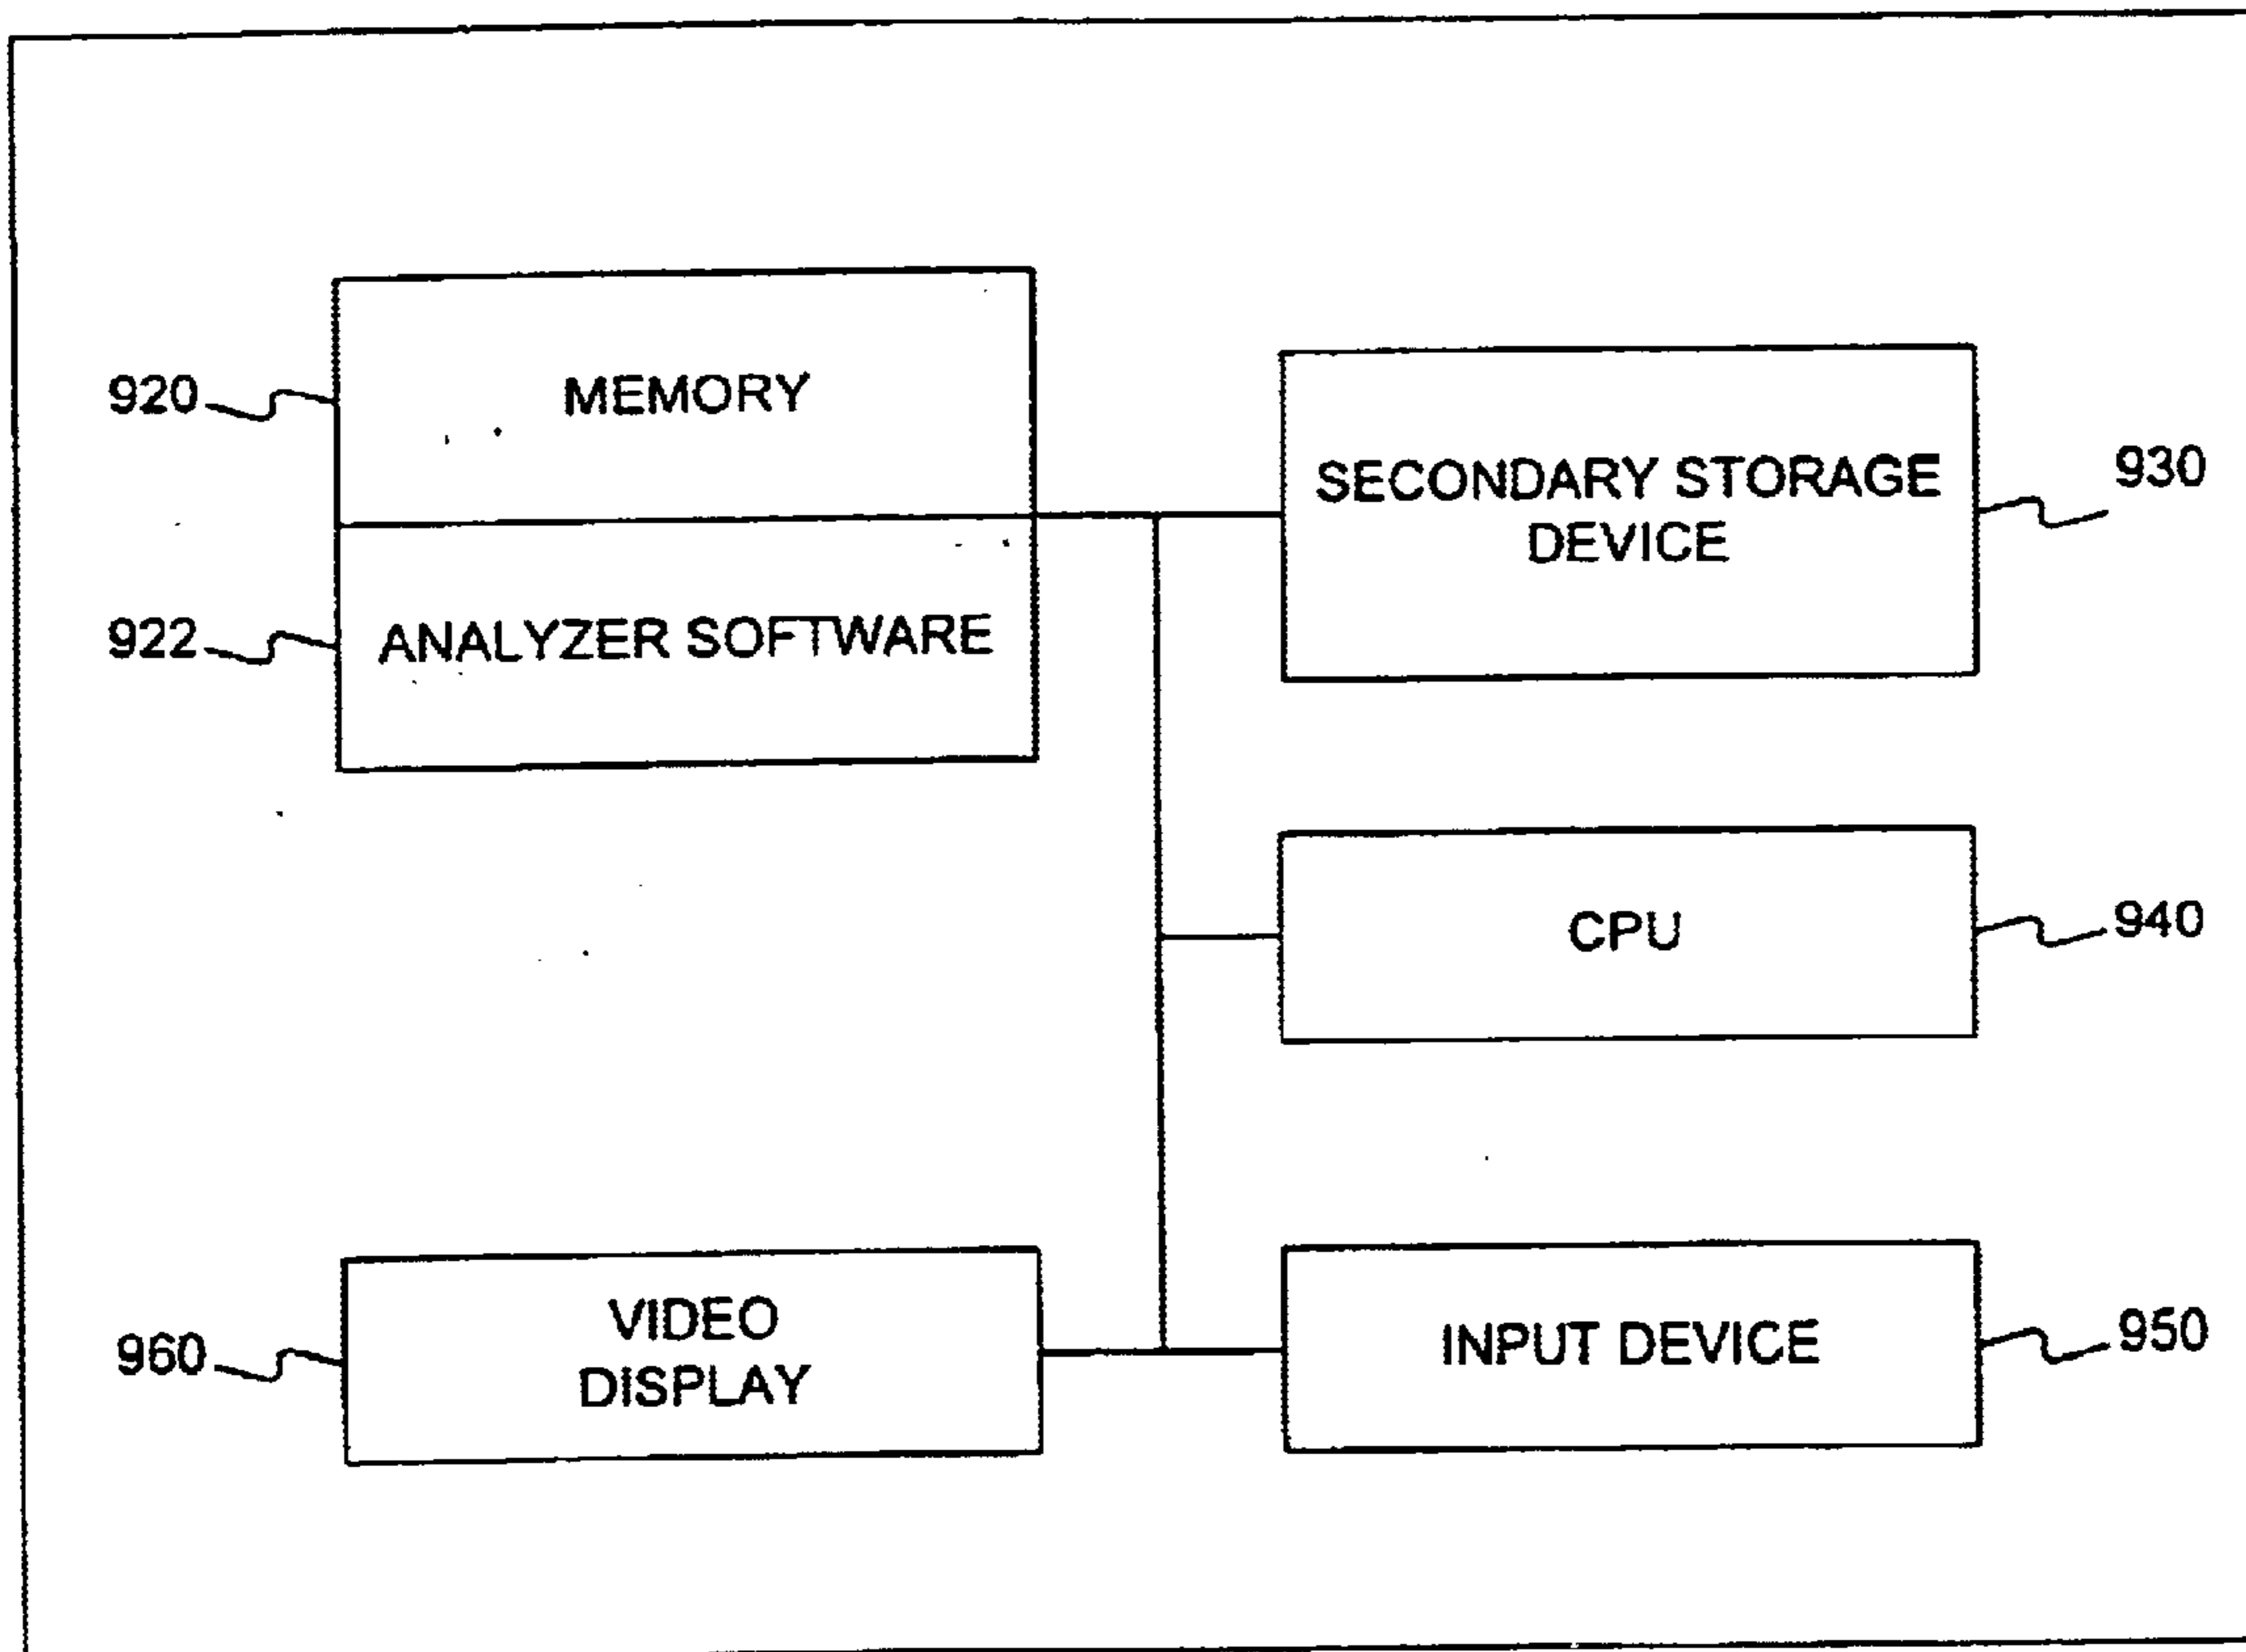 920
MEMORY
SECONDARY STORAGE
DEVICE
930
922
ANALYZER SOFTWARE
CPU
940
960
VIDEO
DISPLAY
INPUT DEVICE
950